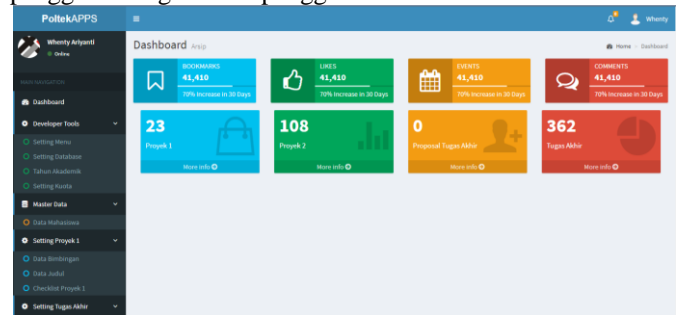 PoltekAPPS
Whenty
Whenty Ariyanti
Online
Dashboard Arsip
Home - Dashboard
MAIN NAVIGATION
Dashboard
Developer Tools
Setting Menu
Setting Database
Tahun Akademik
Setting Kuota
Master Data
Data Mahasiswa
Setting Proyek 1
Data Bimbingan
Data Judul
Checklist Proyek 1
Setting Tugas Akhir
BOOKMARKS
41,410
70% Increase in 30 Days
LIKES
41,410
70% Increase in 30 Days
EVENTS
41,410
70% Increase in 30 Days
COMMENTS
41,410
70% Increase in 30 Days
23
Proyek 1
More info
108
Proyek 2
More info
0
Proposal Tugas Akhir
More info
362
Tugas Akhir
More info